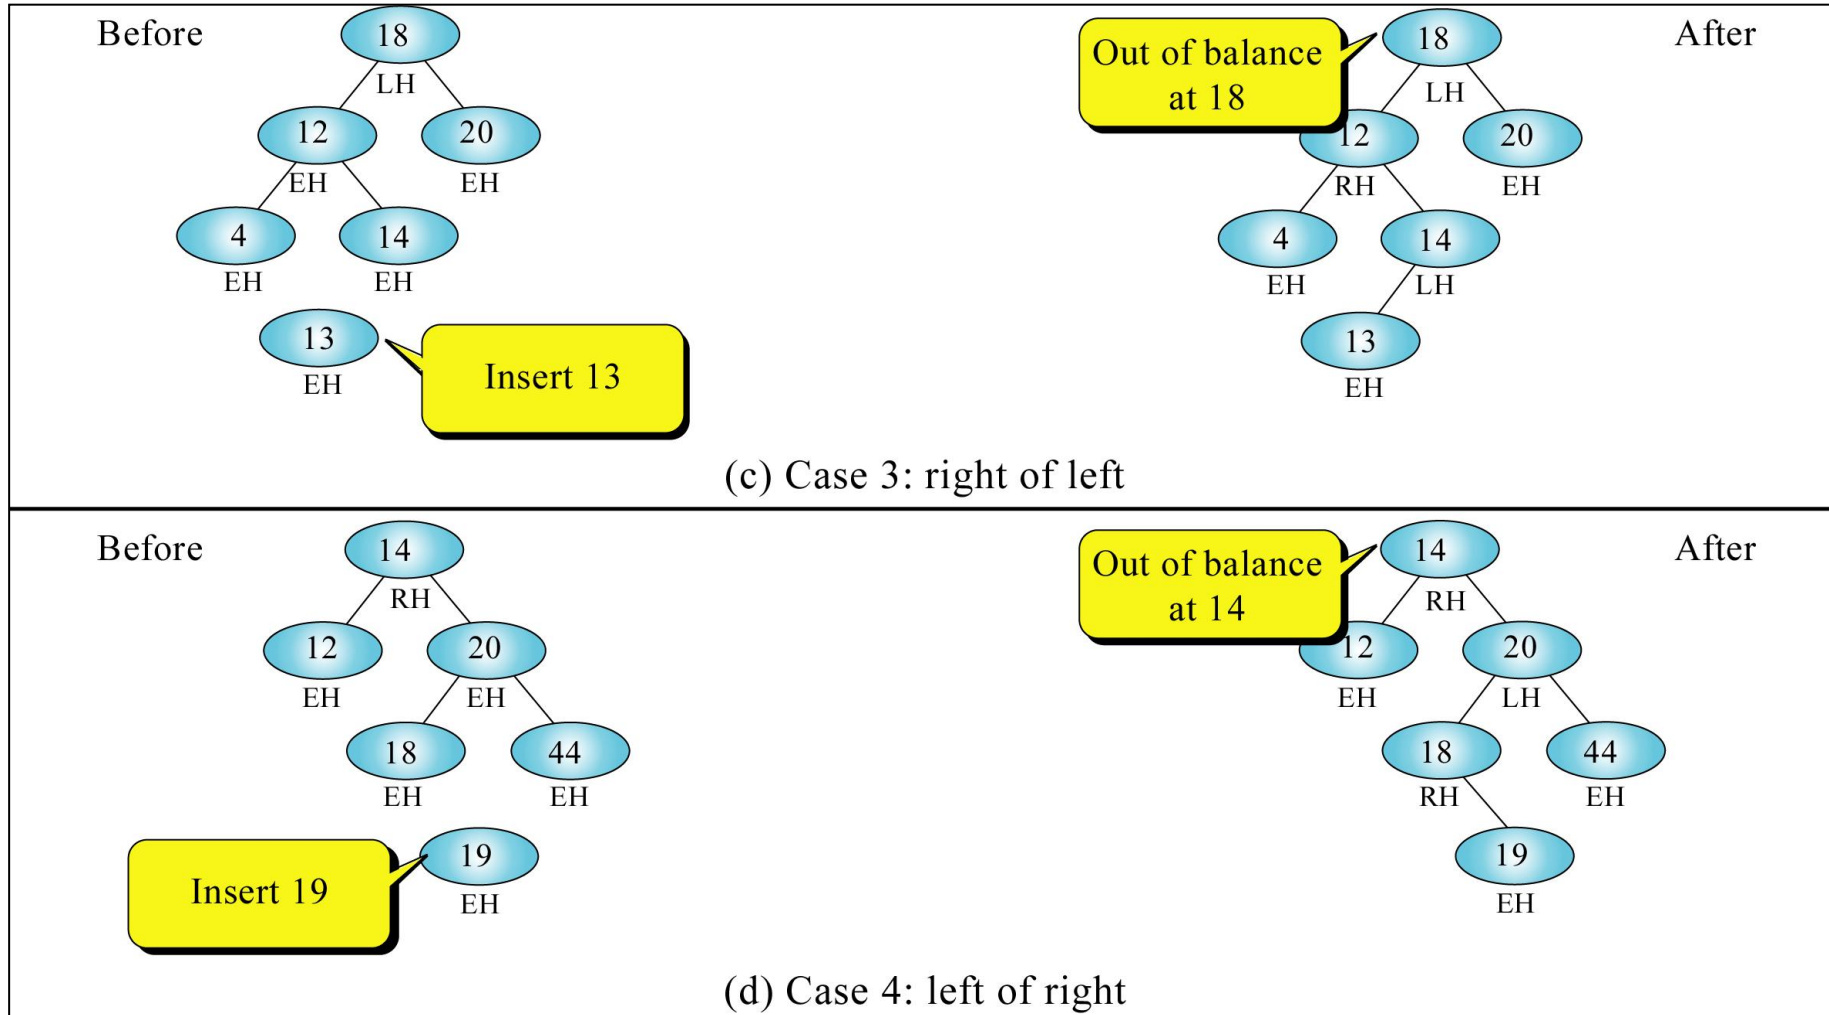 Before
18
LH
12
20
EH
EH
4
14
EH
EH
13
EH
Insert 13
Out of balance
at 18
After
18
LH
12
20
RH
EH
4
14
EH
LH
13
EH
(c) Case 3: right of left
Before
14
RH
12
20
EH
EH
18
44
EH
EH
19
EH
Insert 19
Out of balance
at 14
After
14
RH
12
20
EH
LH
18
44
RH
EH
19
EH
(d) Case 4: left of right